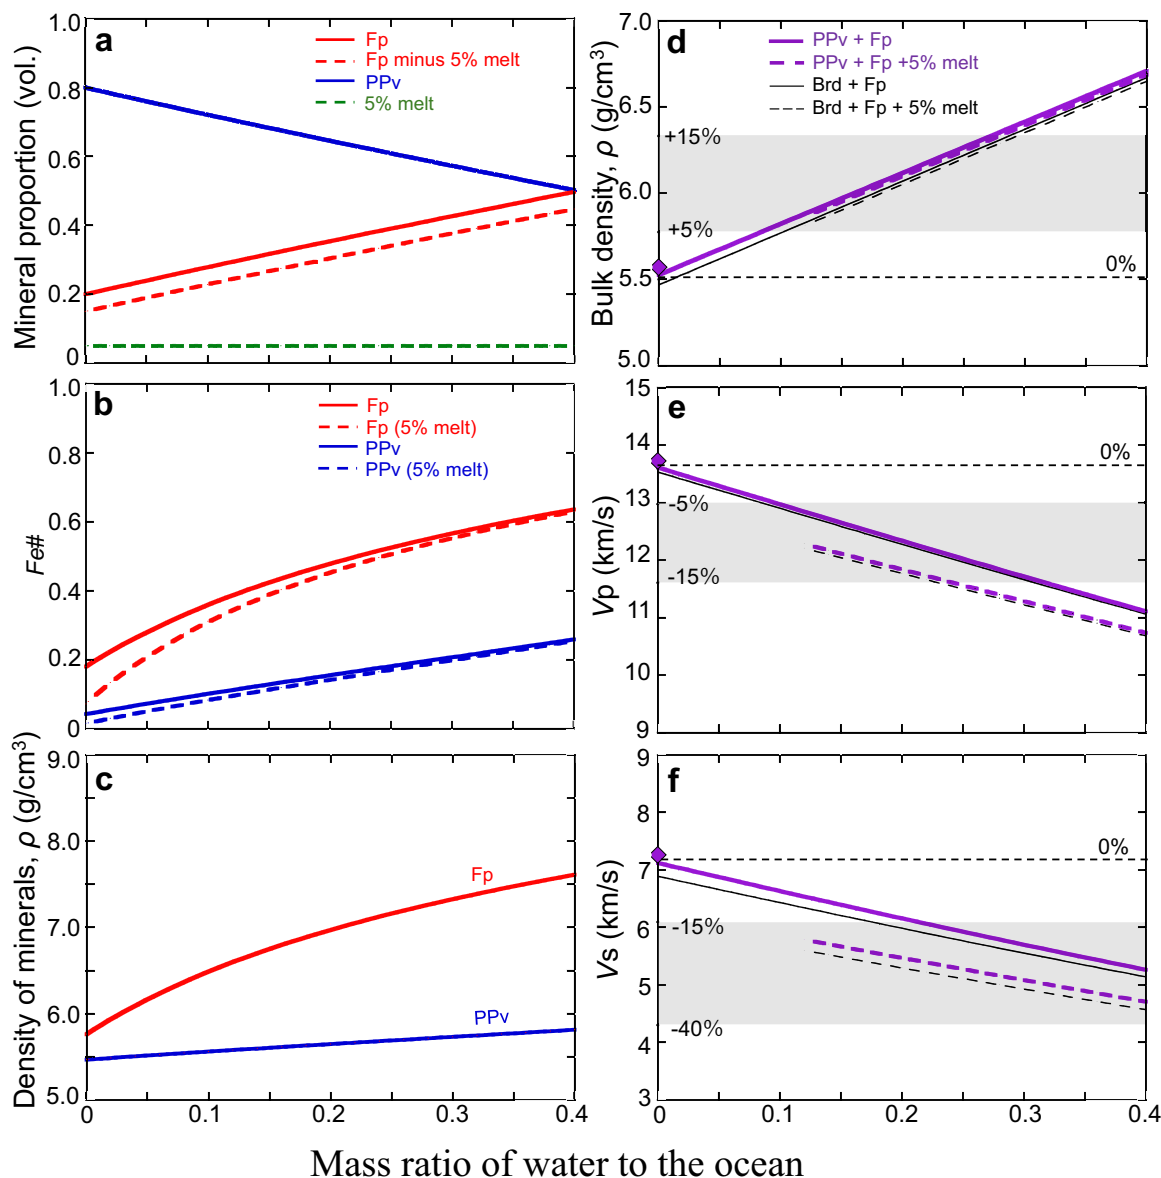 a
Fp
Fp minus 5% melt
PPv
5% melt
Mineral proportion (vol.)
1.0
0.8
0.6
0.4
0.2
0
b
Fp
Fp (5% melt)
PPv
PPv (5% melt)
Fe#
1.0
0.8
0.6
0.4
0.2
0
c
Fp
PPv
Density of minerals, ρ (g/cm3)
9.0
8.0
7.0
6.0
5.0
0 0.1 0.2 0.3 0.4
d
PPv + Fp
PPv + Fp +5% melt
Brd + Fp
Brd + Fp + 5% melt
+15%
+5%
0%
Bulk density, ρ (g/cm3)
7.0
6.5
6.0
5.5
5.0
e
0%
-5%
-15%
Vp (km/s)
15
14
13
12
11
10
9
f
0%
-15%
-40%
Vs (km/s)
9
8
7
6
5
4
3
0 0.1 0.2 0.3 0.4
Mass ratio of water to the ocean